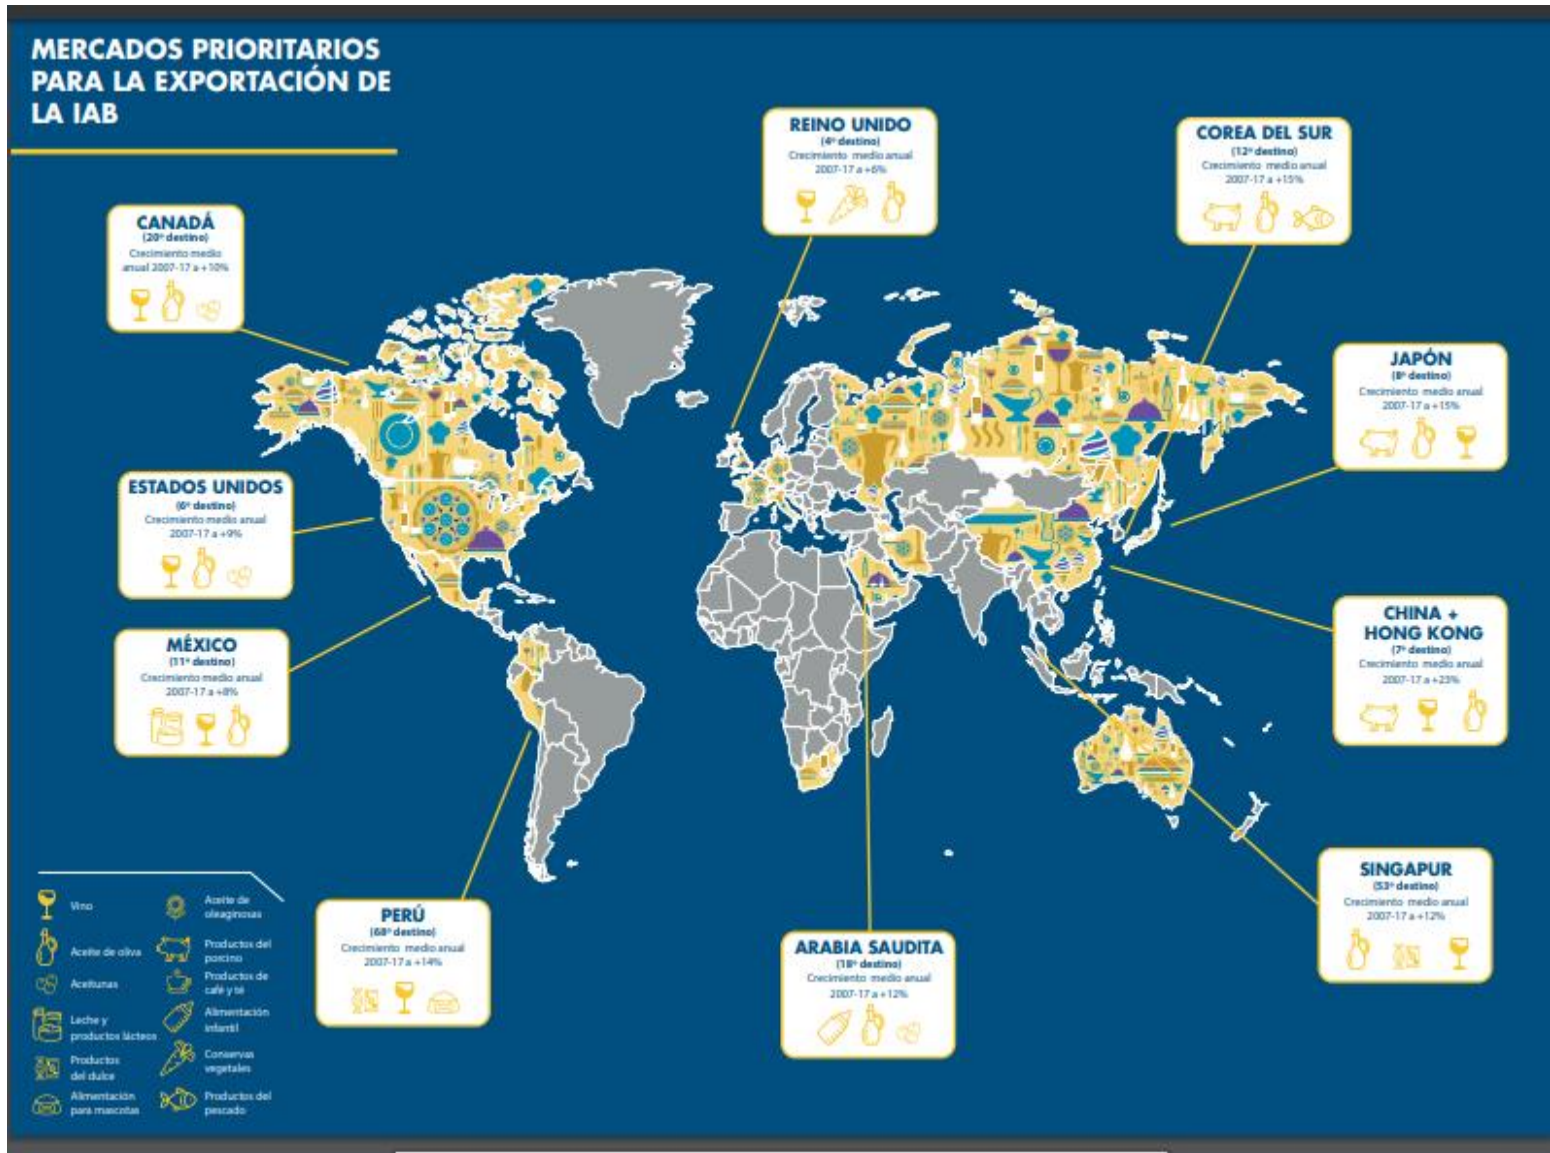 MERCADOS PRIORITARIOS
PARA LA EXPORTACIÓN DE
LA IAB
REINO UNIDO
(4º destino)
Crecimiento medio anual
2007-17 a +6%
COREA DEL SUR
(12º destino)
Crecimiento medio anual
2007-17 a +15%
CANADÁ
(20º destino)
Crecimiento medio
anual 2007-17 a +10%
JAPÓN
(8º destino)
Crecimiento medio anual
2007-17 a +15%
ESTADOS UNIDOS
(6º destino)
Crecimiento medio anual
2007-17 a +9%
MÉXICO
(11º destino)
Crecimiento medio anual
2007-17 a +8%
CHINA +
HONG KONG
(7º destino)
Crecimiento medio anual
2007-17 a +23%
SINGAPUR
(53º destino)
Crecimiento medio anual
2007-17 a +12%
PERÚ
(68º destino)
Crecimiento medio anual
2007-17 a +14%
ARABIA SAUDITA
(18º destino)
Crecimiento medio anual
2007-17 a +12%
Vino
Aceite de oliva
Aceitunas
Leche y
productos lácteos
Productos
del dulce
Alimentación
para mascotas
Aceite de
oleaginosas
Productos del
porcino
Productos de
café y té
Alimentación
infantil
Conservas
vegetales
Productos del
pescado